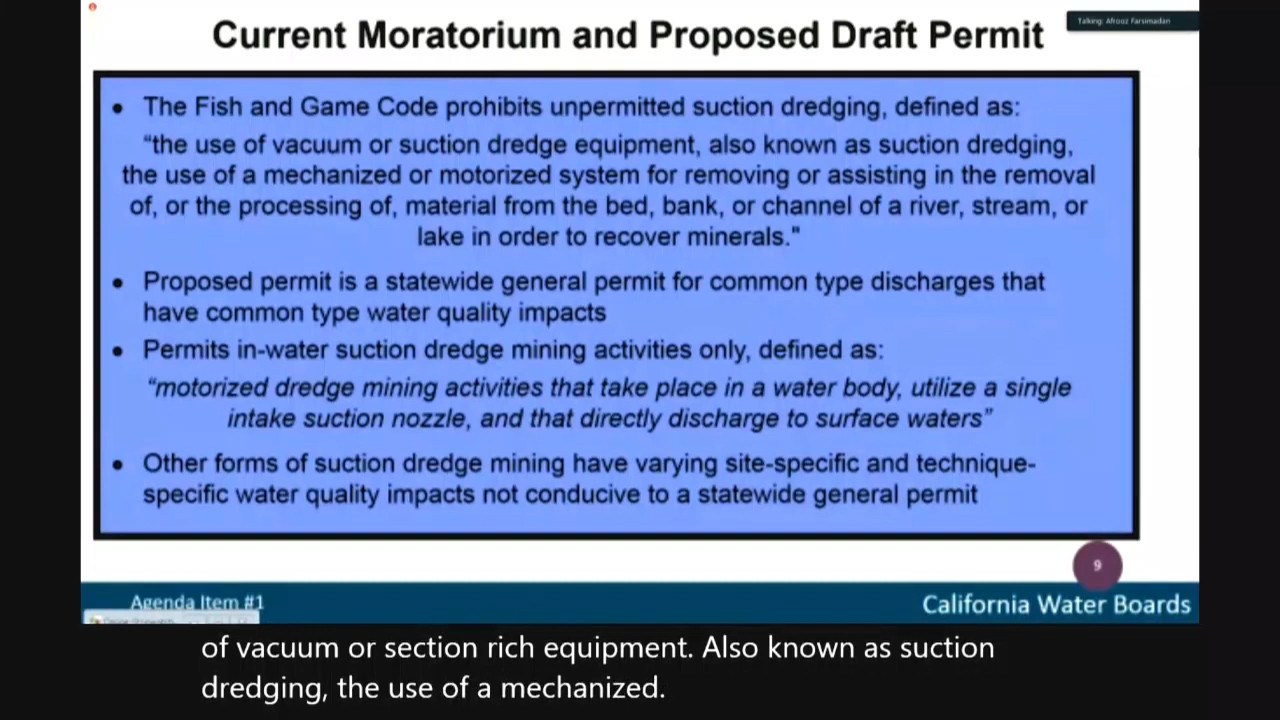 Talking: Afrooz Farsimadan
Current Moratorium and Proposed Draft Permit
• The Fish and Game Code prohibits unpermitted suction dredging, defined as:
“the use of vacuum or suction dredge equipment, also known as suction dredging,
the use of a mechanized or motorized system for removing or assisting in the removal
of, or the processing of, material from the bed, bank, or channel of a river, stream, or
lake in order to recover minerals."
• Proposed permit is a statewide general permit for common type discharges that
have common type water quality impacts
• Permits in-water suction dredge mining activities only, defined as:
“motorized dredge mining activities that take place in a water body, utilize a single
intake suction nozzle, and that directly discharge to surface waters”
• Other forms of suction dredge mining have varying site-specific and technique-
specific water quality impacts not conducive to a statewide general permit
9
Agenda Item #1
California Water Boards
of vacuum or section rich equipment. Also known as suction
dredging, the use of a mechanized.